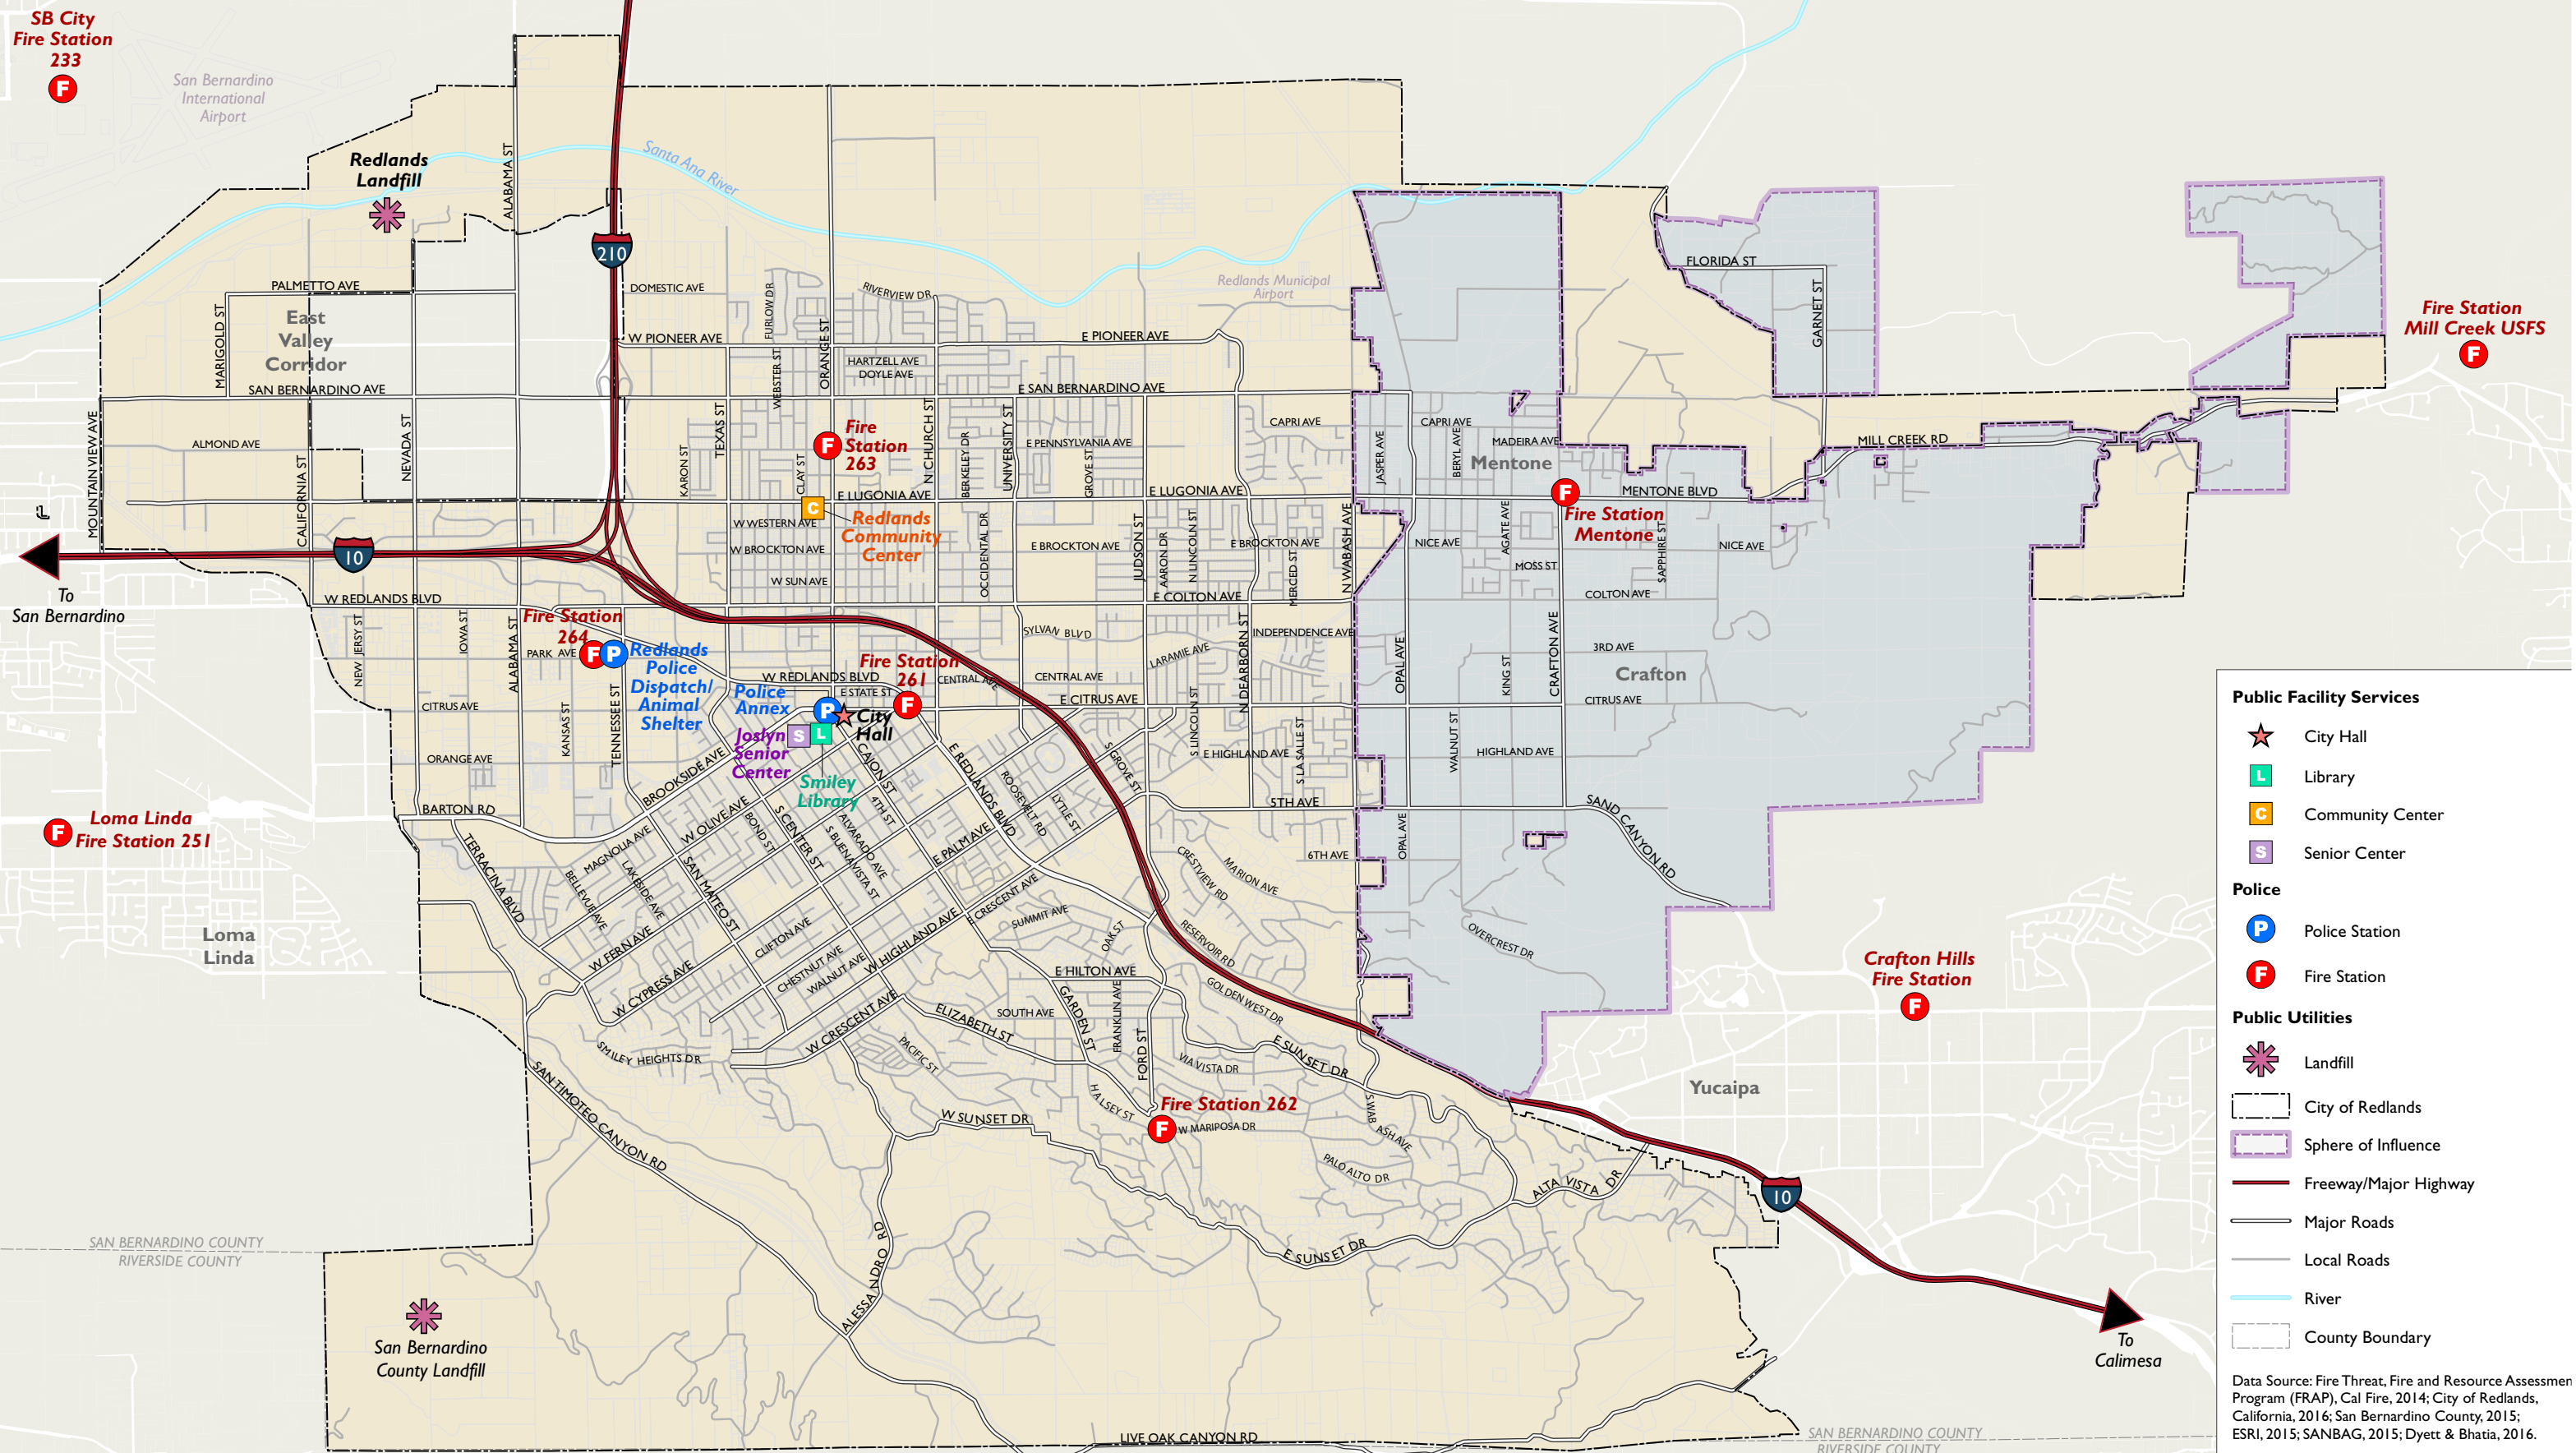 SB City
Fire Station
233
F
San Bernardino
International
Airport
Redlands
Landfill
ALABAMA ST
Santa Ana River
210
PALMETTO AVE
MARIGOLD ST
East
Valley
Corridor
DOMESTIC AVE
FURLOW DR
RIVERVIEW DR
Redlands Municipal
Airport
FLORIDA ST
GARNET ST
Fire Station
Mill Creek USFS
F
W PIONEER AVE
E PIONEER AVE
ORANGE ST
WEBSTER ST
HARTZELL AVE
DOYLE AVE
SAN BERNARDINO AVE
E SAN BERNARDINO AVE
MOUNTAIN VIEW AVE
ALMOND AVE
NEVADA ST
CALIFORNIA ST
KARON ST
TEXAS ST
CLAY ST
F
Fire
Station
263
N CHURCH ST
BERKELEY DR
UNIVERSITY ST
E PENNSYLVANIA AVE
GROVE ST
CAPRI AVE
JASPER AVE
CAPRI AVE
BERYL AVE
MADEIRA AVE
Mentone
MILL CREEK RD
E LUGONIA AVE
E LUGONIA AVE
F
MENTONE BLVD
Fire Station
Mentone
C
Redlands
Community
Center
W WESTERN AVE
W BROCKTON AVE
W SUN AVE
OCCIDENTAL DR
E BROCKTON AVE
JUDSON ST
AARON DR
N LINCOLN ST
E BROCKTON AVE
MERCED ST
N WABASH AVE
NICE AVE
AGATE AVE
MOSS ST
SAPPHIRE ST
NICE AVE
10
To
San Bernardino
W REDLANDS BLVD
E COLTON AVE
COLTON AVE
NEW JERSY ST
IOWA ST
ALABAMA ST
Fire Station
264
PARK AVE
F
P
Redlands
Police
Dispatch/
Animal
Shelter
KANSAS ST
TENNESSEE ST
CITRUS AVE
ORANGE AVE
BARTON RD
SYLVAN BLVD
LARAMIE AVE
N DEARBORN ST
INDEPENDENCE AVE
OPAL AVE
KING ST
CRAFTON AVE
3RD AVE
Crafton
CITRUS AVE
Fire Station
261
F
W REDLANDS BLVD
E STATE ST
CENTRAL AVE
CENTRAL AVE
E CITRUS AVE
Police
Annex
P
City
Hall
S
L
Joslyn
Senior
Center
Smiley
Library
BROOKSIDE AVE
CAJON ST
E REDLANDS BLVD
ROOSEVELT RD
LYTLE ST
S GROVE ST
S LINCOLN ST
E HIGHLAND AVE
S LA SALLE ST
WALNUT ST
HIGHLAND AVE
5TH AVE
SAND CANYON RD
F
Loma Linda
Fire Station 251
Loma
Linda
TERRACINA BLVD
MAGNOLIA AVE
BELLEVUE AVE
LAKESIDE AVE
W OLIVE AVE
BOND ST
S CENTER ST
SAN MATEO ST
S BUENAVISTA ST
ALVARADO AVE
4TH ST
E PALM AVE
W FERN AVE
W CYPRESS AVE
CLIFTON AVE
CHESTNUT AVE
WALNUT AVE
W HIGHLAND AVE
E CRESCENT AVE
SUMMIT AVE
OAK ST
CRESTVIEW RD
MARION AVE
6TH AVE
OPAL AVE
RESERVOIR RD
OVERCREST DR
E HILTON AVE
GOLDEN WEST DR
W CRESCENT AVE
ELIZABETH ST
SOUTH AVE
GARDEN ST
FRANKLIN AVE
FORD ST
SMILEY HEIGHTS DR
PACIFIC ST
HALSEY ST
VIA VISTA DR
E SUNSET DR
S WABASH AVE
Crafton Hills
Fire Station
F
Yucaipa
SAN TIMOTEO CANYON RD
W SUNSET DR
Fire Station 262
F
W MARIPOSA DR
PALO ALTO DR
ALTA VISTA DR
10
E SUNSET DR
ALESSANDRO RD
SAN BERNARDINO COUNTY
RIVERSIDE COUNTY
San Bernardino
County Landfill
LIVE OAK CANYON RD
SAN BERNARDINO COUNTY
RIVERSIDE COUNTY
To
Calimesa
Public Facility Services
City Hall
L Library
C Community Center
S Senior Center
Police
P Police Station
F Fire Station
Public Utilities
Landfill
City of Redlands
Sphere of Influence
Freeway/Major Highway
Major Roads
Local Roads
River
County Boundary
Data Source: Fire Threat, Fire and Resource Assessmen
Program (FRAP), Cal Fire, 2014; City of Redlands,
California, 2016; San Bernardino County, 2015;
ESRI, 2015; SANBAG, 2015; Dyett & Bhatia, 2016.